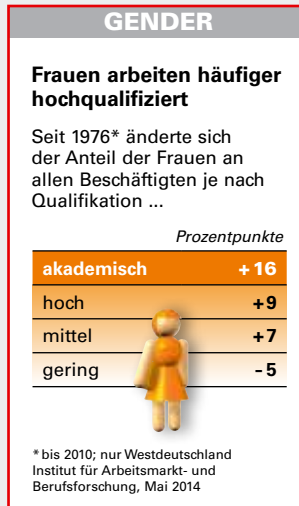 GENDER
Frauen arbeiten häufiger
hochqualifiziert
Seit 1976* änderte sich
der Anteil der Frauen an
allen Beschäftigten je nach
Qualifikation ...
Prozentpunkte
akademisch +16
hoch +9
mittel +7
gering -5
* bis 2010; nur Westdeutschland
Institut für Arbeitsmarkt- und
Berufsforschung, Mai 2014